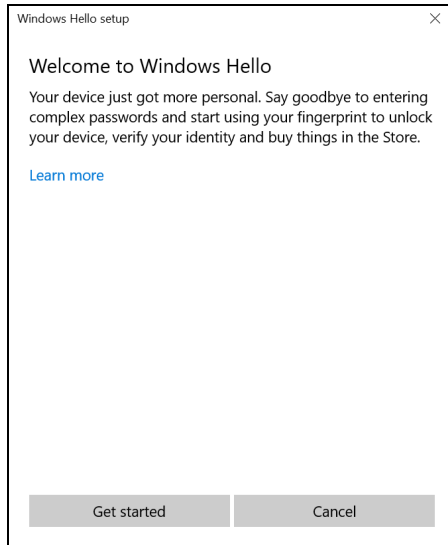 Windows Hello setup
Welcome to Windows Hello
Your device just got more personal. Say goodbye to entering
complex passwords and start using your fingerprint to unlock
your device, verify your identity and buy things in the Store.
Learn more
Get started
Cancel